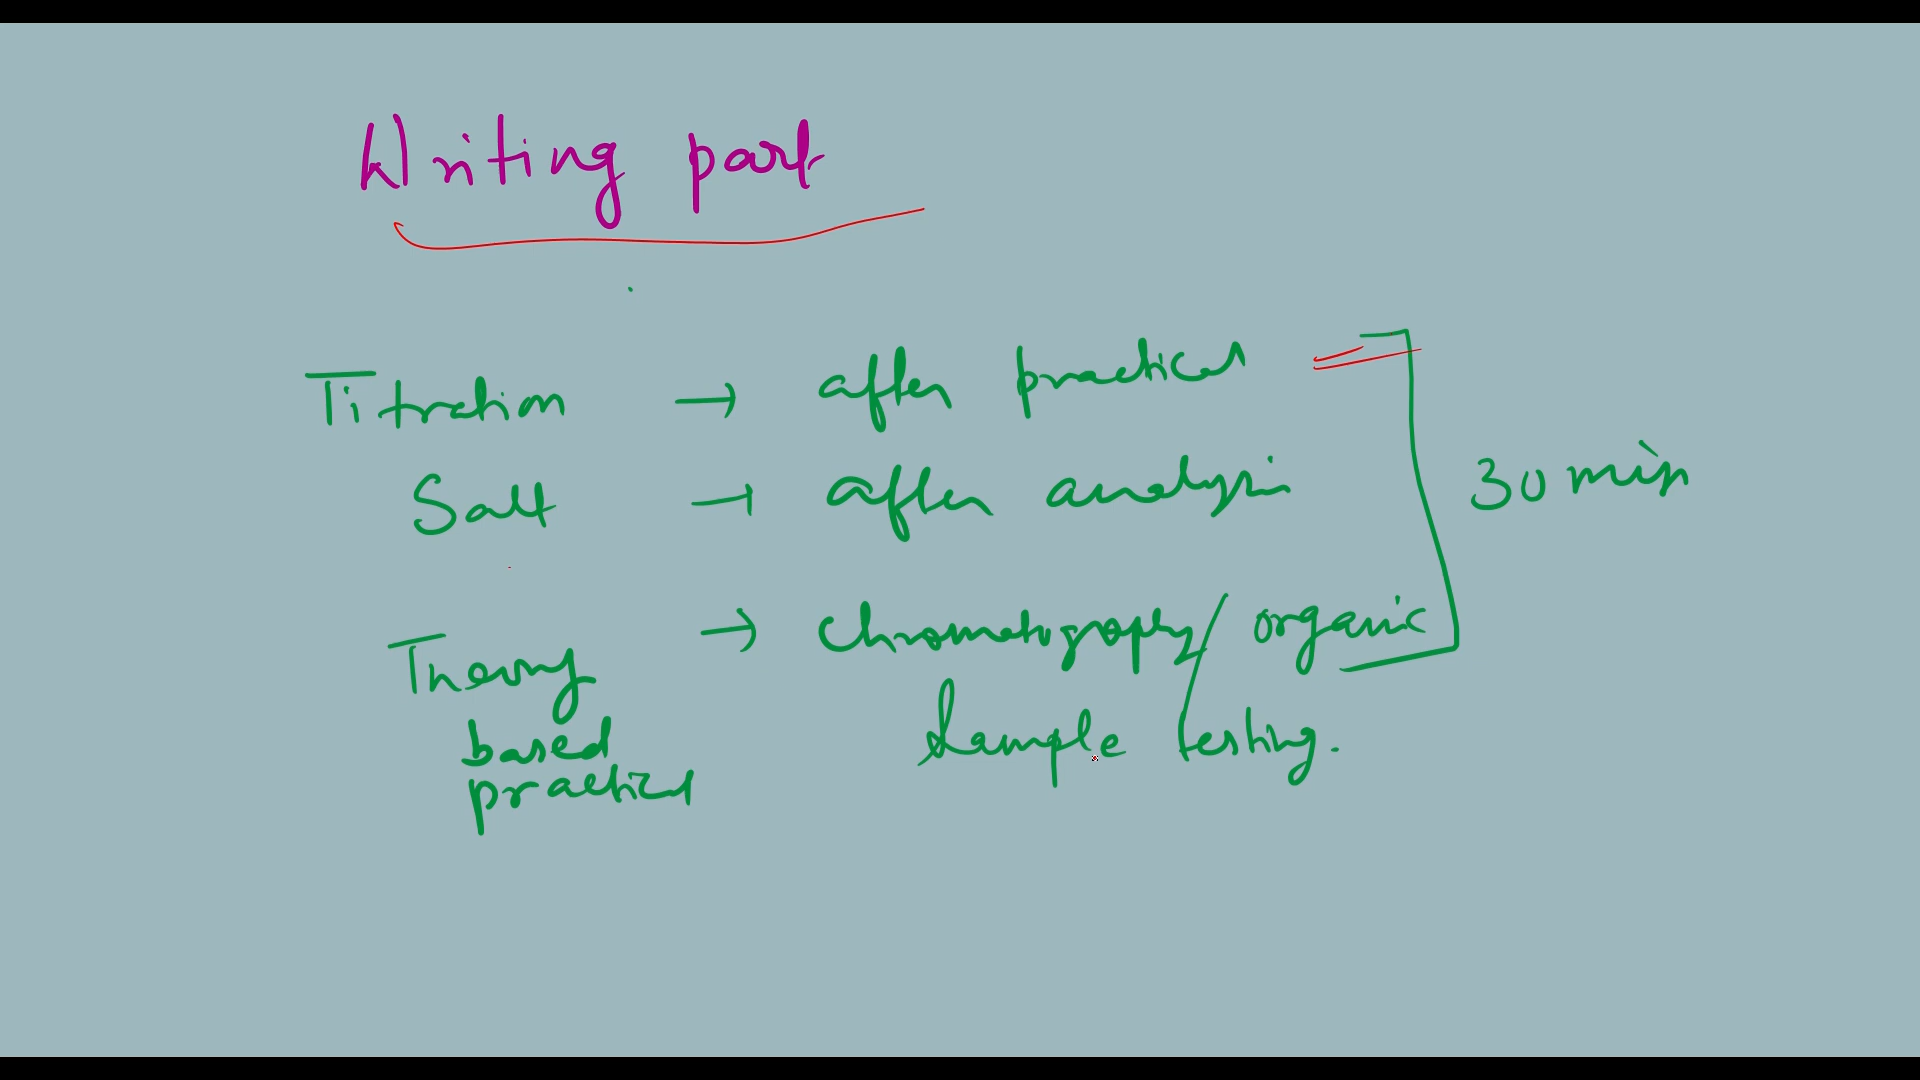 Writing part
Titration → after practical
Salt → after analysis
Theory → chromatography/organic
based sample testing.
practical
30 min